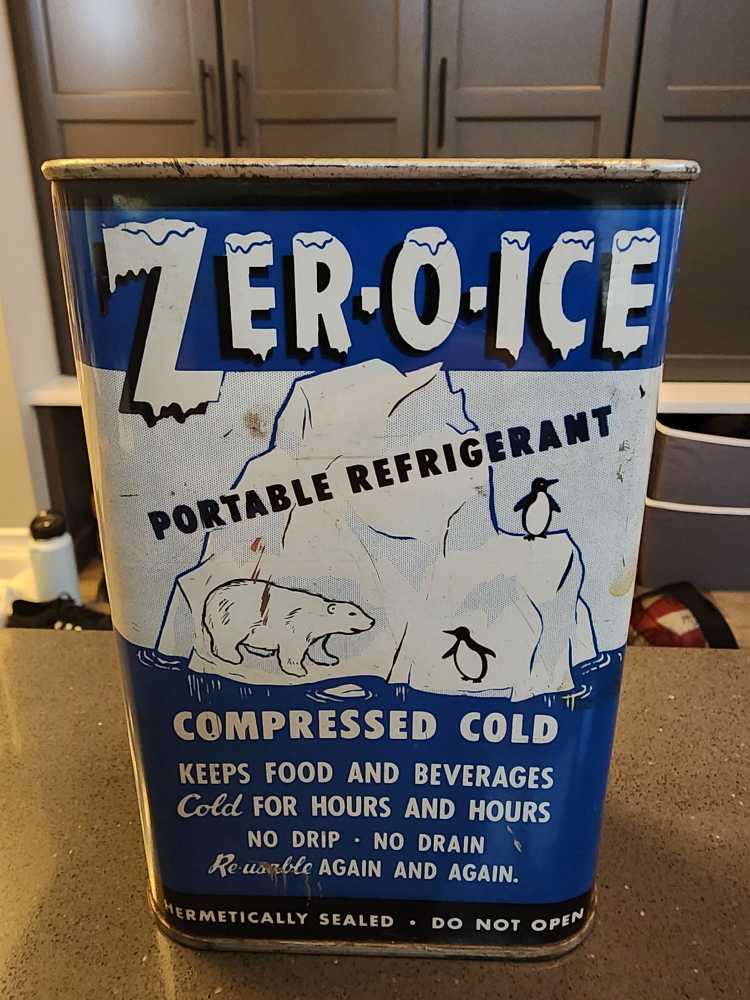 ZER·O·ICE
PORTABLE REFRIGERANT
COMPRESSED COLD
KEEPS FOOD AND BEVERAGES
Cold FOR HOURS AND HOURS
NO DRIP · NO DRAIN
Re-usable AGAIN AND AGAIN.
HERMETICALLY SEALED · DO NOT OPEN